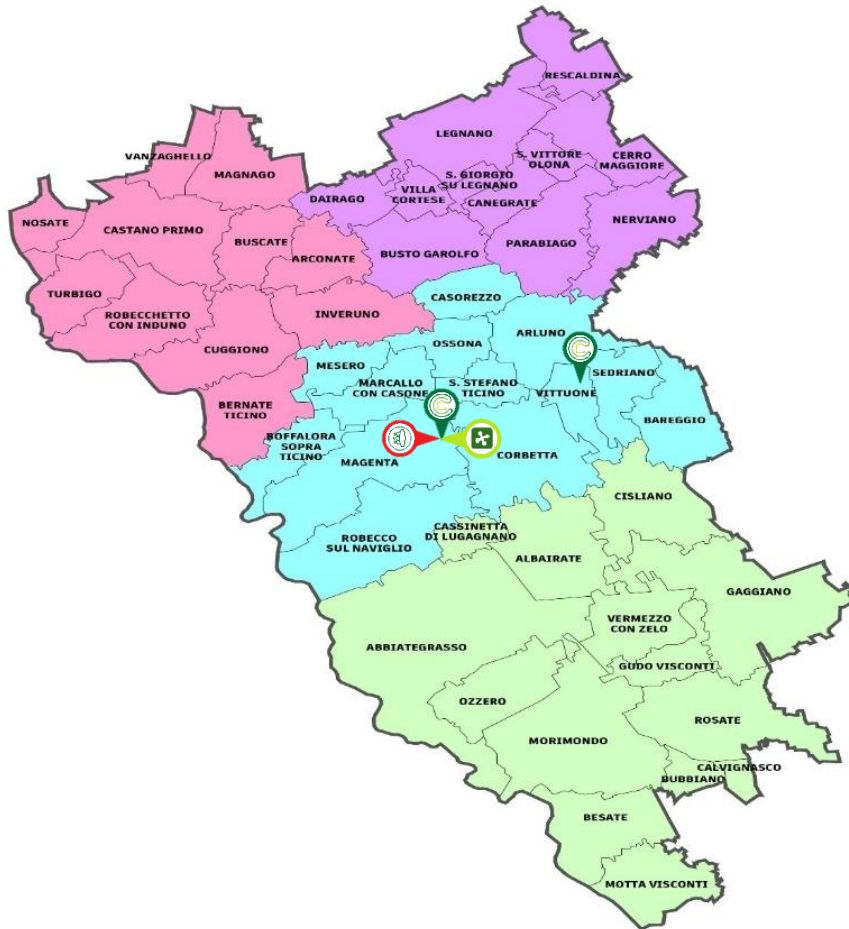 RESCALDINA
LEGNANO
VANZAGHELLO
MAGNAGO
S. VITTORE
OLONA
CERRO
MAGGIORE
S. GIORGIO
SU LEGNANO
VILLA
CORTESE
DAIRAGO
CANEGRATE
NERVIANO
NOSATE
CASTANO PRIMO
BUSCATE
ARCONATE
BUSTO GAROLFO
PARABIAGO
TURBIGO
ROBECCHETTO
CON INDUNO
INVERUNO
CASOREZZO
ARLUNO
CUGGIONO
OSSONA
MESERO
MARCALLO
CON CASONE
S. STEFANO
TICINO
VITTUONE
SEDRIANO
BERNATE
TICINO
BAREGGIO
BOFFALORA
SOPRA
TICINO
MAGENTA
CORBETTA
CISLIANO
ROBECCO
SUL NAVIGLIO
CASSINETTA
DI LUGAGNANO
ALBAIRATE
GAGGIANO
VERMEZZO
CON ZELO
ABBIATEGRASSO
GUDO VISCONTI
OZZERO
ROSATE
MORIMONDO
CALVIGNASCO
BUBBIANO
BESATE
MOTTA VISCONTI